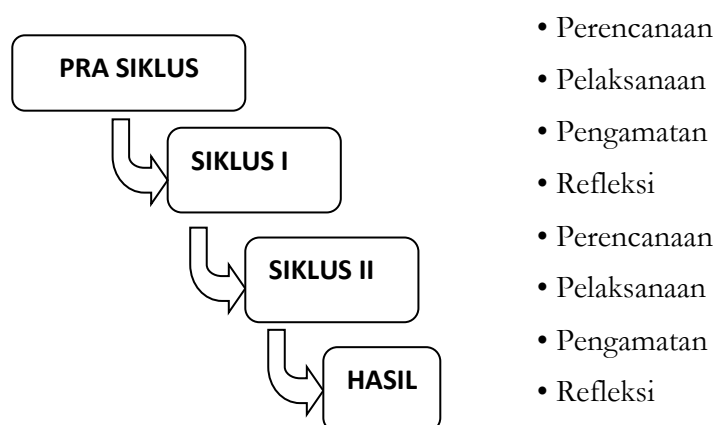 PRA SIKLUS
SIKLUS I
SIKLUS II
HASIL
• Perencanaan
• Pelaksanaan
• Pengamatan
• Refleksi
• Perencanaan
• Pelaksanaan
• Pengamatan
• Refleksi